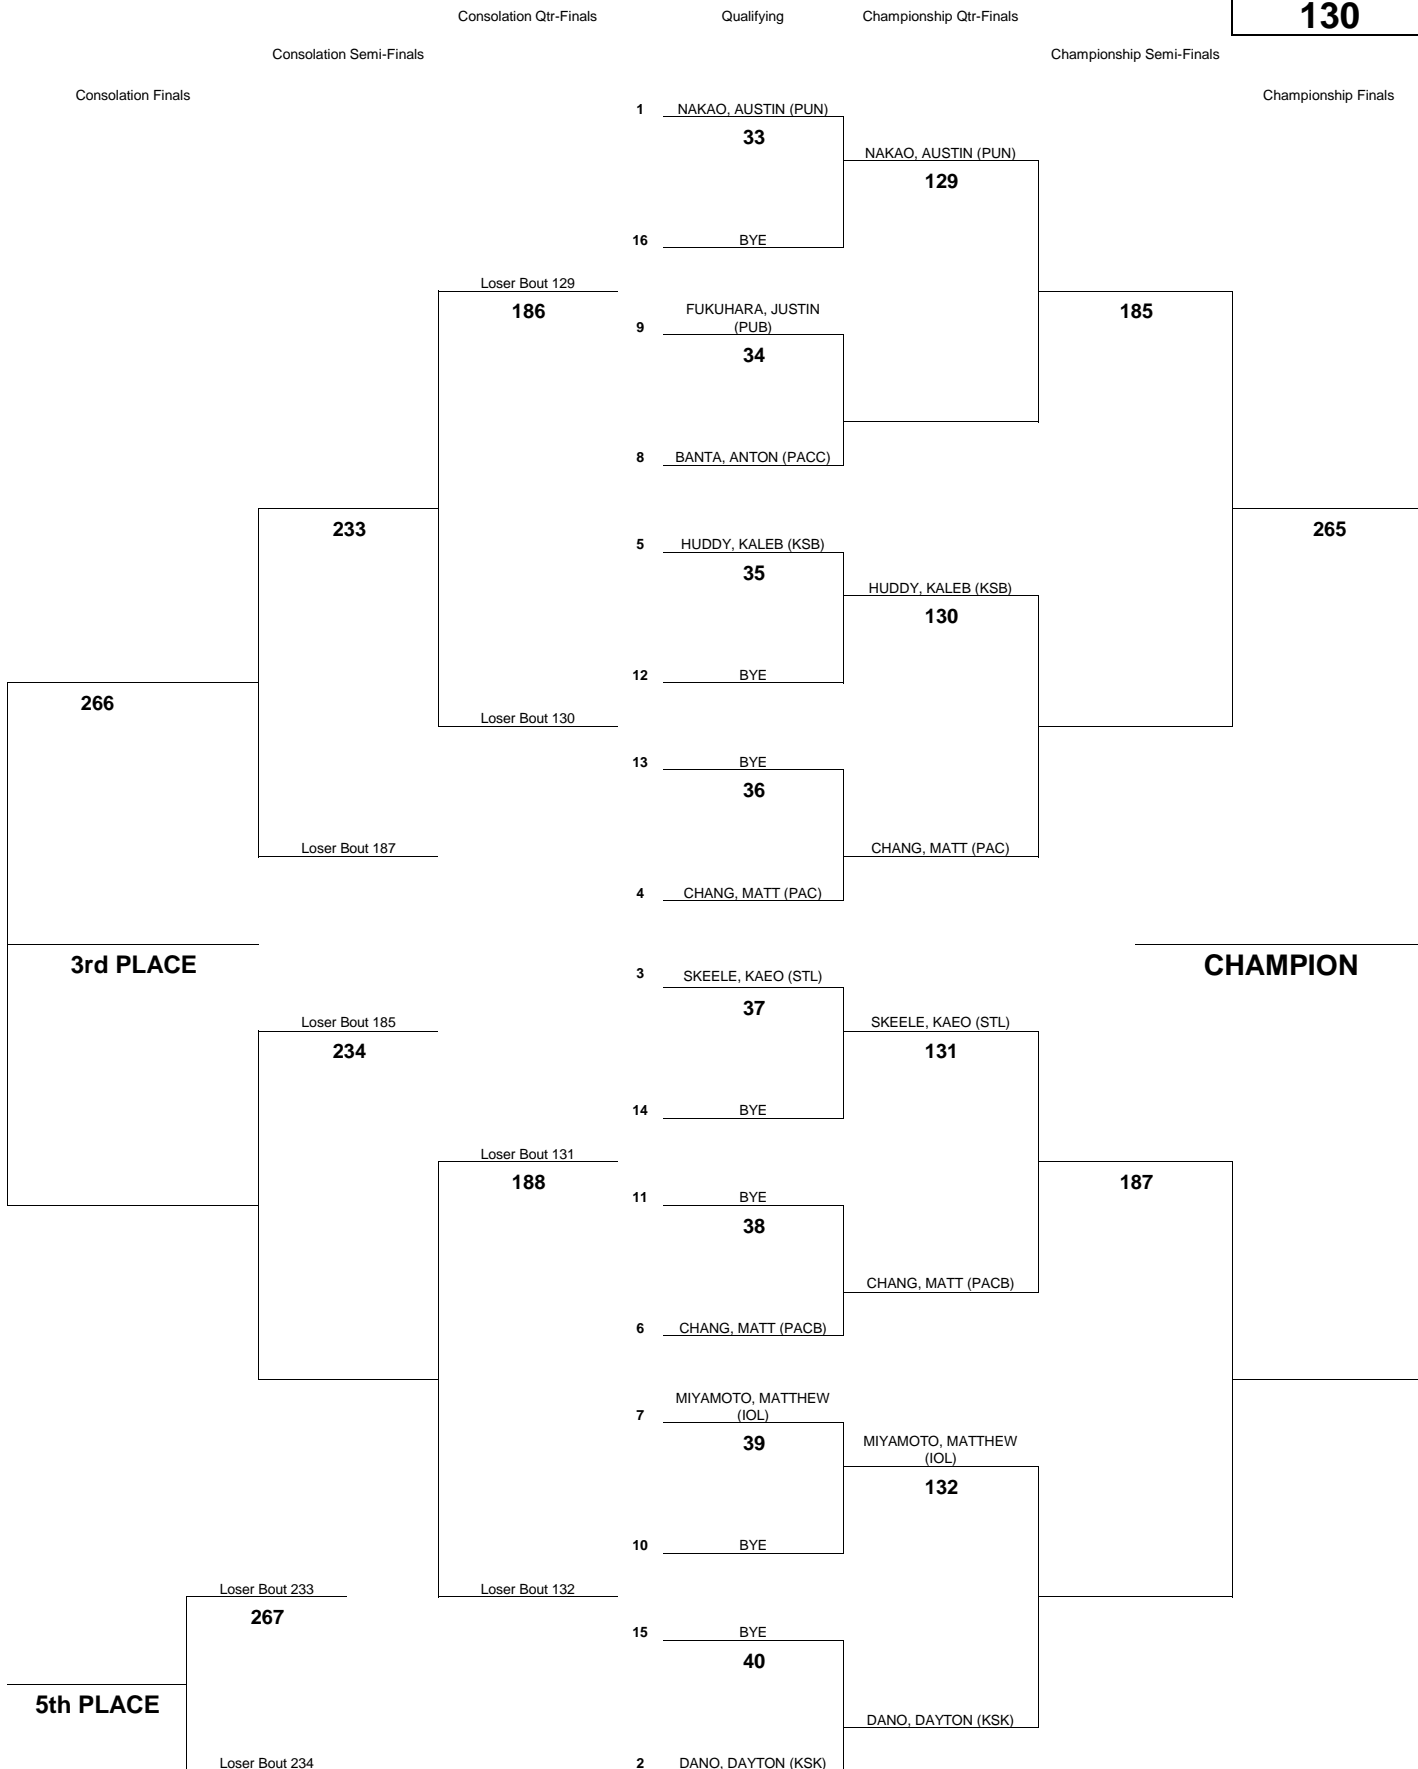 Consolation Qtr-Finals Qualifying Championship Qtr-Finals 130
Consolation Semi-Finals Championship Semi-Finals
Consolation Finals Championship Finals
1 NAKAO, AUSTIN (PUN)
33
NAKAO, AUSTIN (PUN)
129
16 BYE
Loser Bout 129
186
185
FUKUHARA, JUSTIN
9 (PUB)
34
8 BANTA, ANTON (PACC)
233
265
5 HUDDY, KALEB (KSB)
35
HUDDY, KALEB (KSB)
130
12 BYE
266
Loser Bout 130
13 BYE
36
Loser Bout 187
CHANG, MATT (PAC)
4 CHANG, MATT (PAC)
3rd PLACE
CHAMPION
3 SKEELE, KAEO (STL)
37
Loser Bout 185
SKEELE, KAEO (STL)
234
131
14 BYE
Loser Bout 131
188
187
11 BYE
38
CHANG, MATT (PACB)
6 CHANG, MATT (PACB)
MIYAMOTO, MATTHEW
7 (IOL)
39
MIYAMOTO, MATTHEW
(IOL)
132
10 BYE
Loser Bout 233
Loser Bout 132
267
15 BYE
40
5th PLACE
DANO, DAYTON (KSK)
Loser Bout 234
2 DANO, DAYTON (KSK)